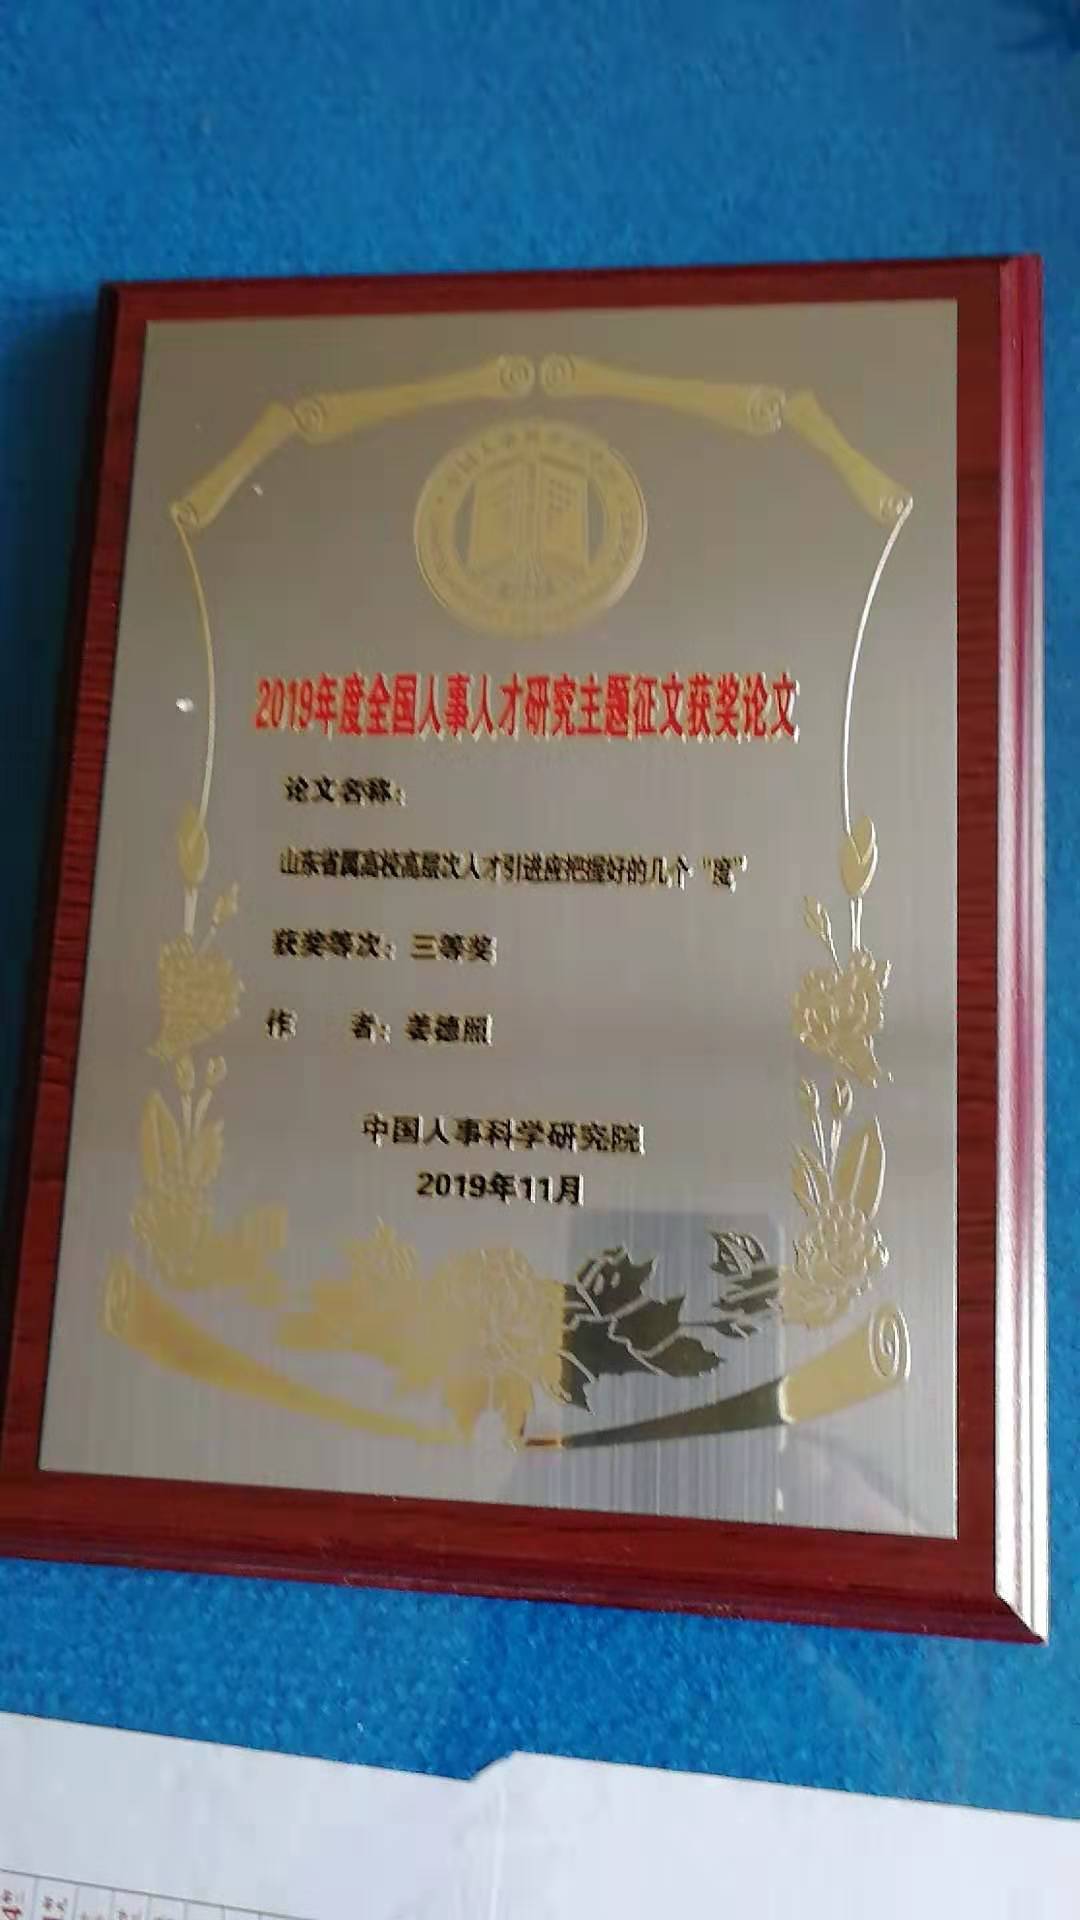 2019年度全国人事人才研究主题征文获奖论文
论文名称：
山东省属高校高层次人才引进应把握好的几个“度”
获奖等次：三等奖
作 者：姜德照
中国人事科学研究院
2019年11月